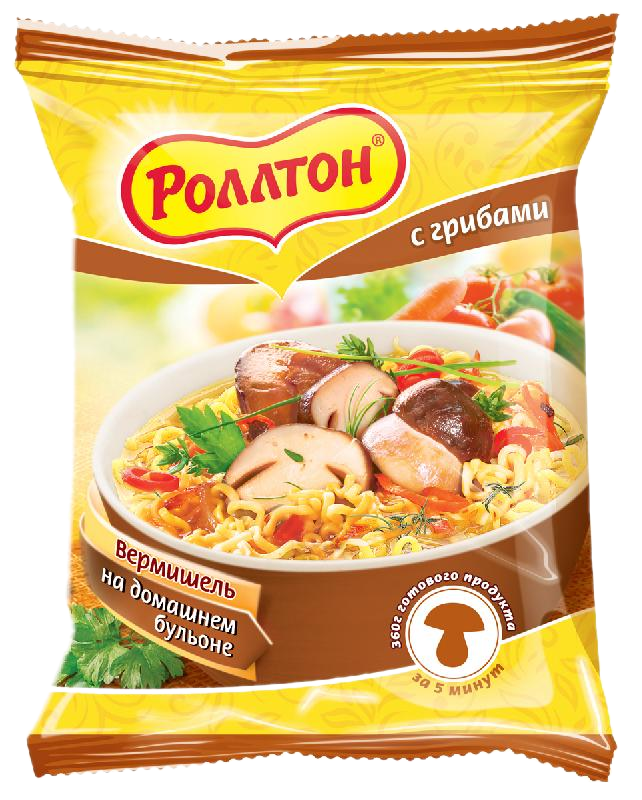 Роллтон®
с грибами
Вермишель
на домашнем
бульоне
360г готового продукта
за 5 минут